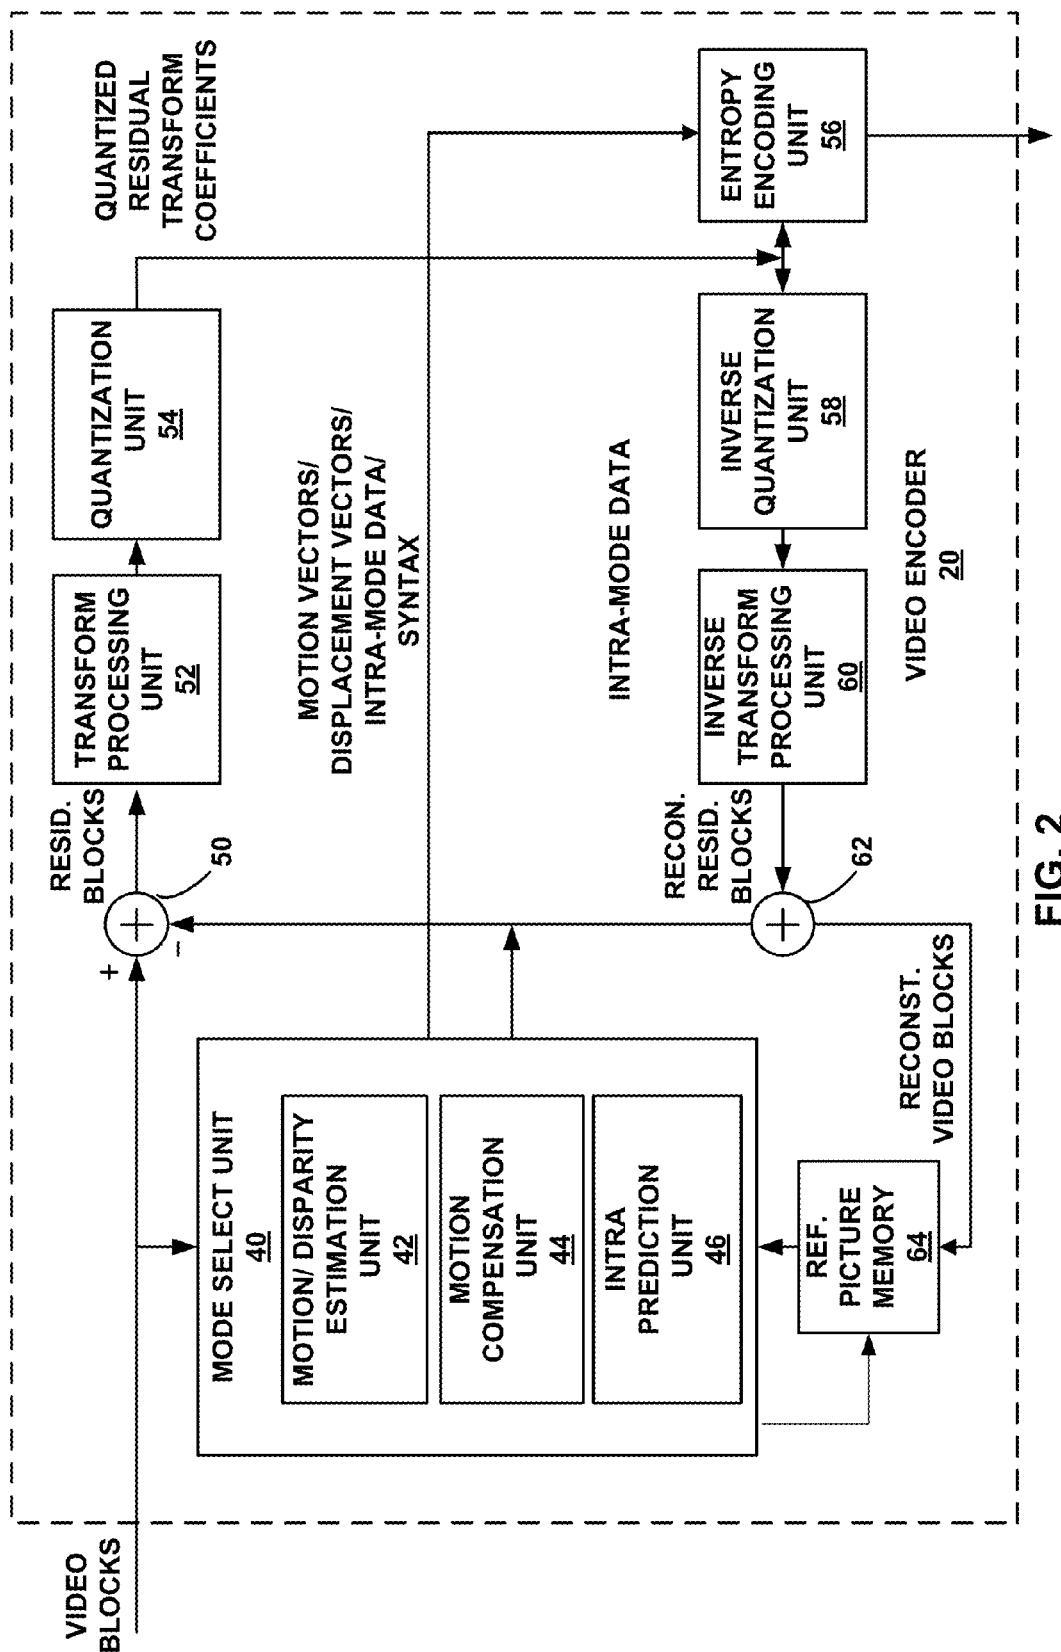 VIDEO
BLOCKS
+
-
RESID.
BLOCKS
50
TRANSFORM
PROCESSING
UNIT
52
QUANTIZATION
UNIT
54
QUANTIZED
RESIDUAL
TRANSFORM
COEFFICIENTS
MODE SELECT UNIT
40
MOTION/ DISPARITY
ESTIMATION
UNIT
42
MOTION
COMPENSATION
UNIT
44
INTRA
PREDICTION
UNIT
46
MOTION VECTORS/
DISPLACEMENT VECTORS/
INTRA-MODE DATA/
SYNTAX
INTRA-MODE DATA
REF.
PICTURE
MEMORY
64
RECONST.
VIDEO BLOCKS
RECON.
RESID.
BLOCKS
62
INVERSE
TRANSFORM
PROCESSING
UNIT
60
INVERSE
QUANTIZATION
UNIT
58
ENTROPY
ENCODING
UNIT
56
VIDEO ENCODER
20
FIG. 2